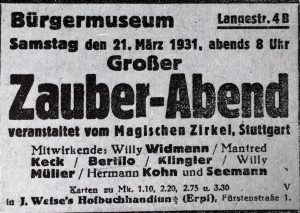 Bürgermuseum Langestr. 4B
Samstag den 21. März 1931, abends 8 Uhr
Großer
Zauber-Abend
veranstaltet vom Magischen Zirkel, Stuttgart
Mitwirkende: Willy Widmann / Manfred
Keck / Bertllo / Klingler / Willy
Müller / Hermann Kohn und Seemann
Karten zu Mk. 1.10, 2.20, 2.75 u. 3.30 V
in J. Weise's Hofbuchhandlung (Erpf), Fürstenstraße 1.